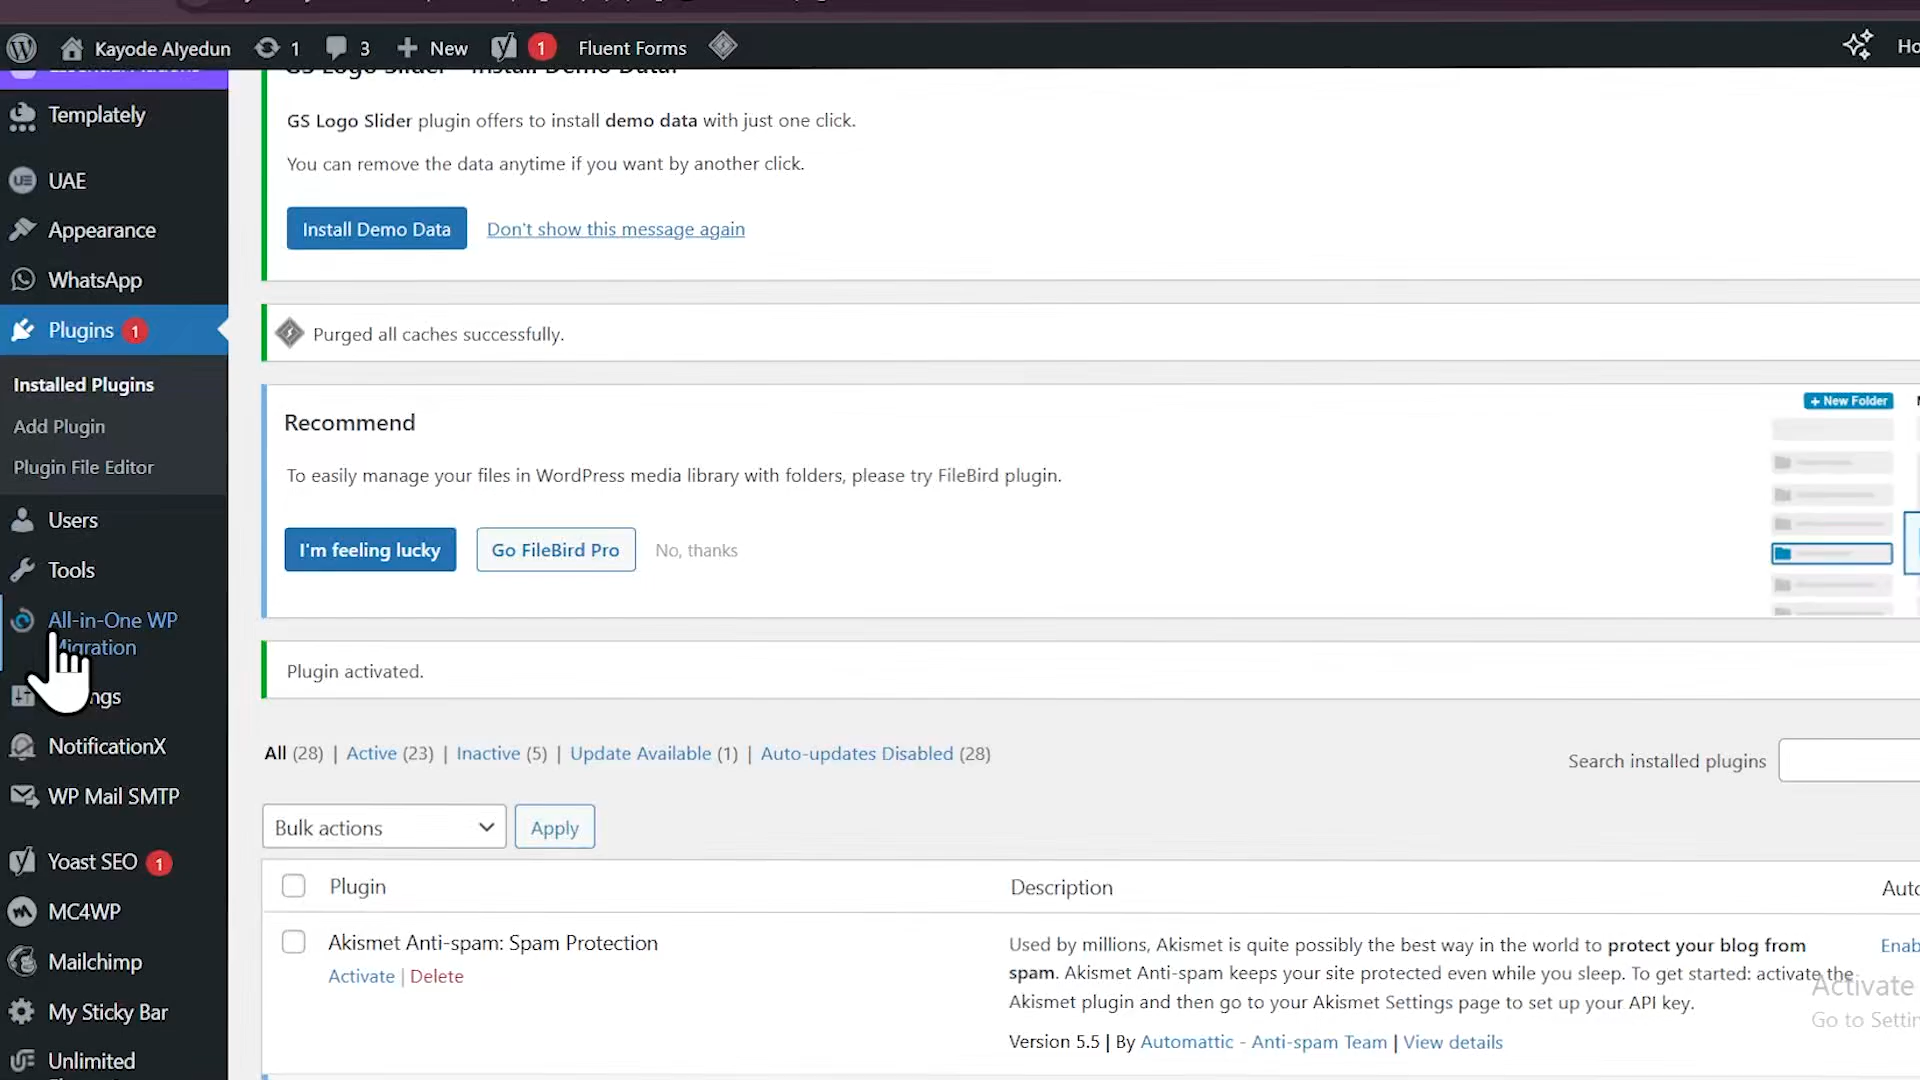 Kayode AIyedun 1 3 New 1 Fluent Forms
GS Logo Slider - Install Demo Data!
Templately
GS Logo Slider plugin offers to install demo data with just one click.
You can remove the data anytime if you want by another click.
UAE
Appearance
Install Demo Data Don't show this message again
WhatsApp
Plugins 1
Purged all caches successfully.
Installed Plugins
Add Plugin
Plugin File Editor
+ New Folder
Recommend
To easily manage your files in WordPress media library with folders, please try FileBird plugin.
Users
I'm feeling lucky Go FileBird Pro No, thanks
Tools
All-in-One WP
Migration
Plugin activated.
NotificationX
All (28) | Active (23) | Inactive (5) | Update Available (1) | Auto-updates Disabled (28)
Search installed plugins
WP Mail SMTP
Bulk actions Apply
Yoast SEO 1
Plugin Description
MC4WP
Akismet Anti-spam: Spam Protection
Activate | Delete
Used by millions, Akismet is quite possibly the best way in the world to protect your blog from
spam. Akismet Anti-spam keeps your site protected even while you sleep. To get started: activate the
Akismet plugin and then go to your Akismet Settings page to set up your API key.
Version 5.5 | By Automattic - Anti-spam Team | View details
Mailchimp
My Sticky Bar
Unlimited
Activate
Go to